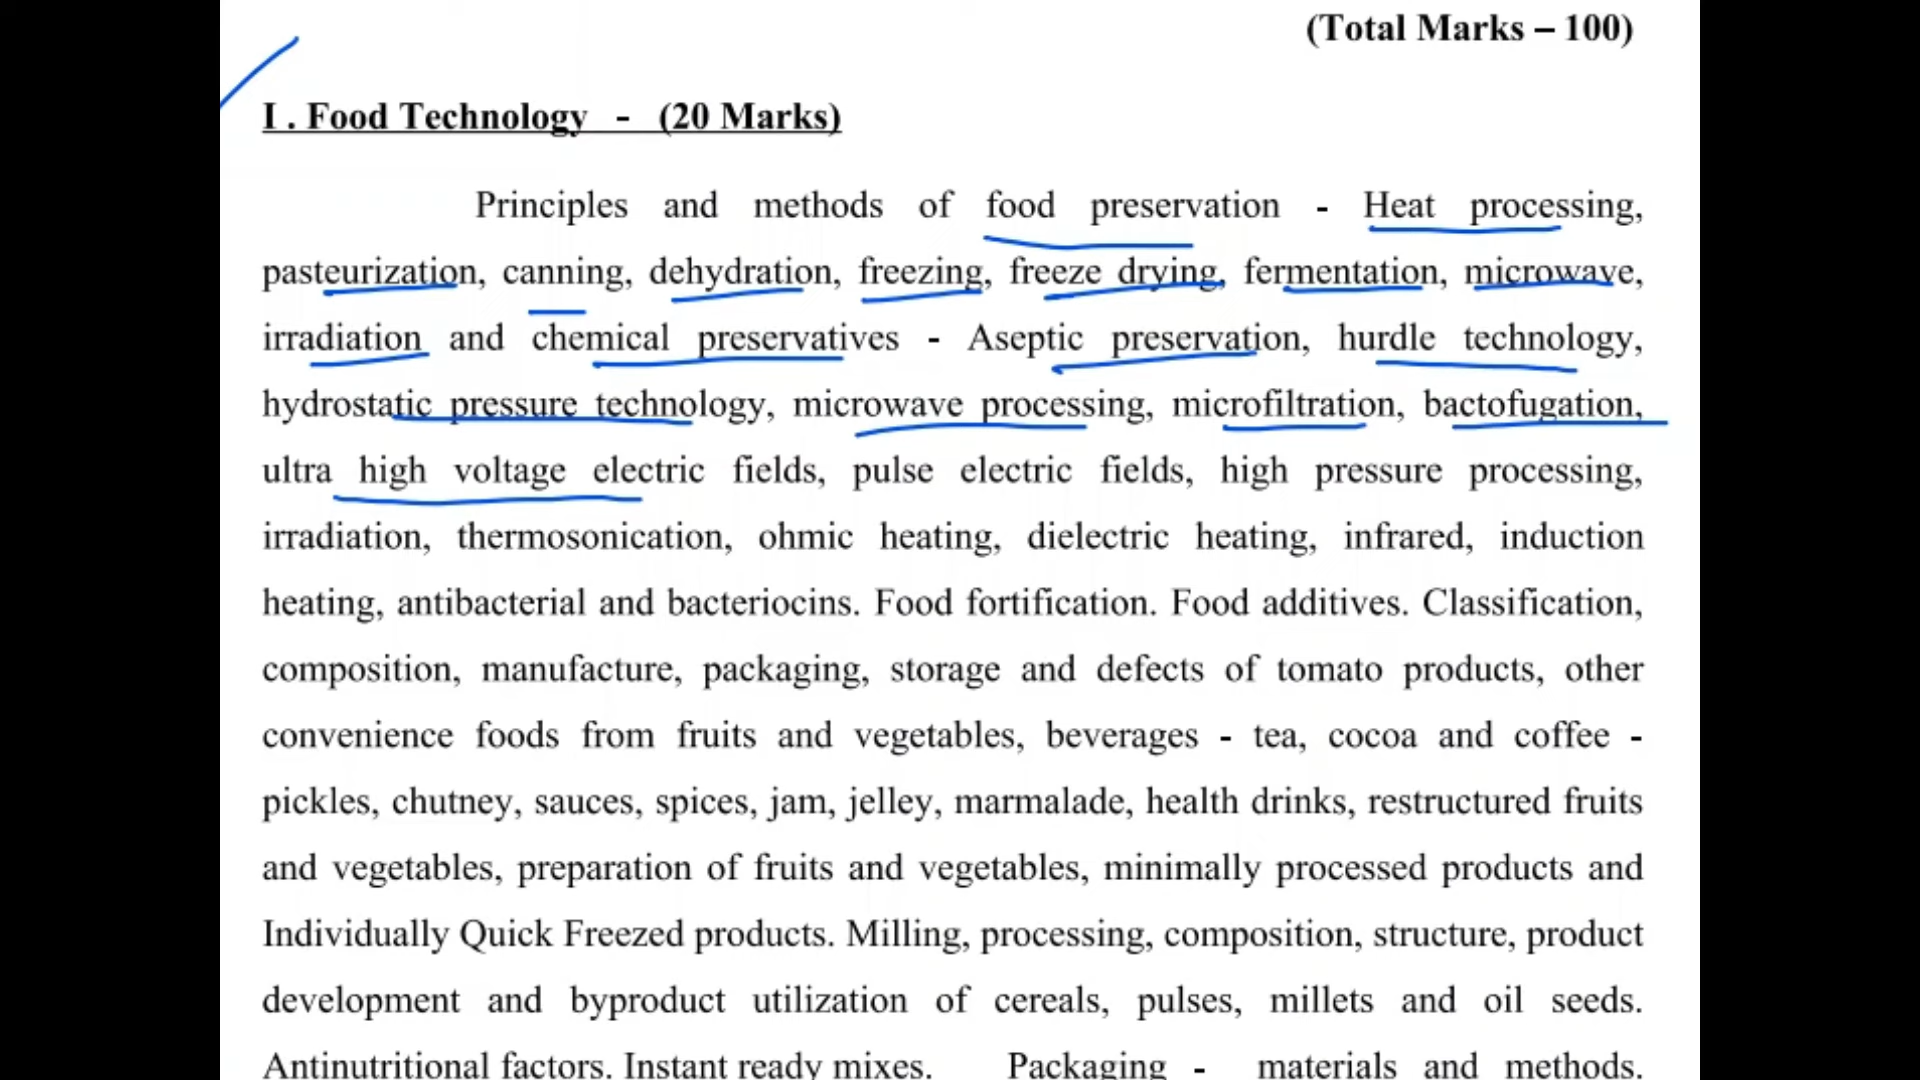 (Total Marks – 100)
I . Food Technology - (20 Marks)
Principles and methods of food preservation - Heat processing,
pasteurization, canning, dehydration, freezing, freeze drying, fermentation, microwave,
irradiation and chemical preservatives - Aseptic preservation, hurdle technology,
hydrostatic pressure technology, microwave processing, microfiltration, bactofugation,
ultra high voltage electric fields, pulse electric fields, high pressure processing,
irradiation, thermosonication, ohmic heating, dielectric heating, infrared, induction
heating, antibacterial and bacteriocins. Food fortification. Food additives. Classification,
composition, manufacture, packaging, storage and defects of tomato products, other
convenience foods from fruits and vegetables, beverages - tea, cocoa and coffee -
pickles, chutney, sauces, spices, jam, jelley, marmalade, health drinks, restructured fruits
and vegetables, preparation of fruits and vegetables, minimally processed products and
Individually Quick Freezed products. Milling, processing, composition, structure, product
development and byproduct utilization of cereals, pulses, millets and oil seeds.
Antinutritional factors. Instant ready mixes. Packaging - materials and methods.